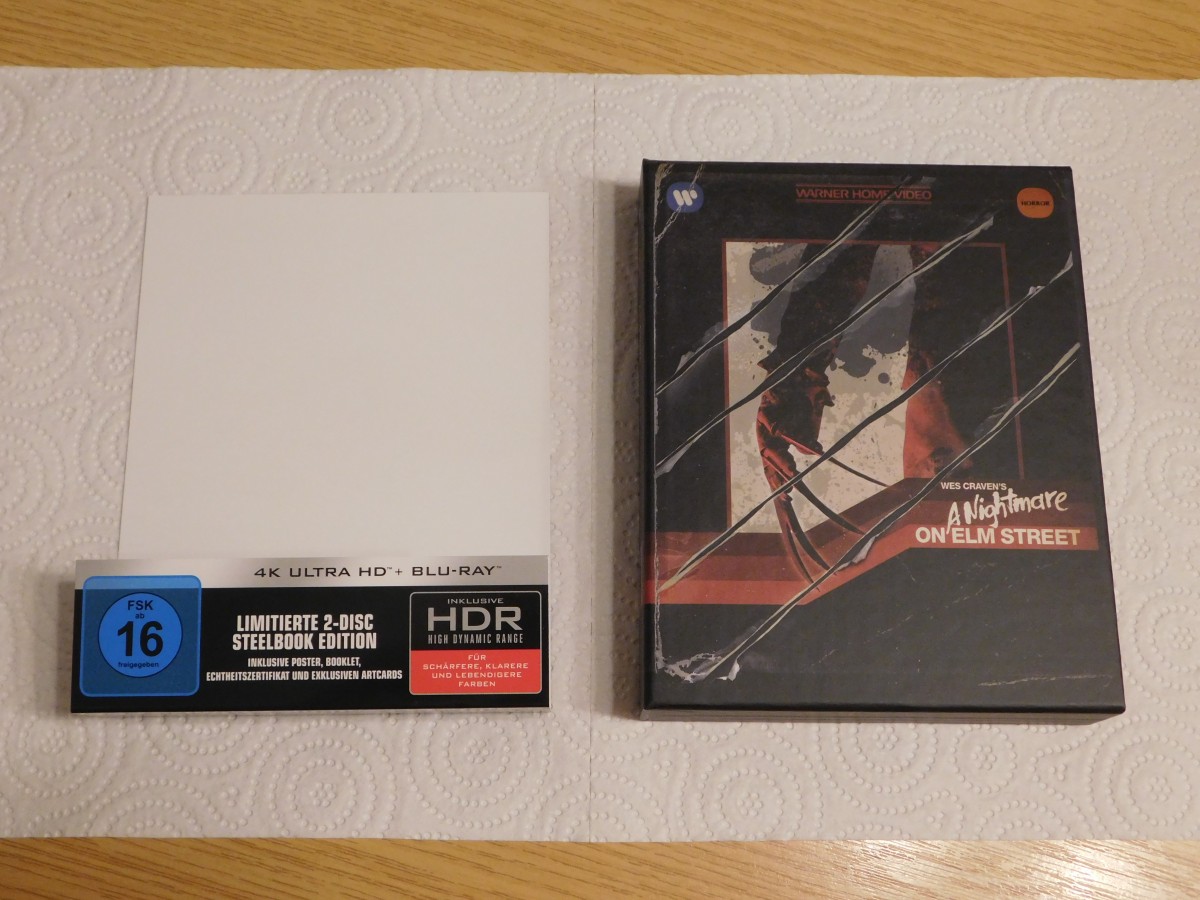 4K ULTRA HD™ + BLU-RAY™
FSK
ab
16
freigegeben
LIMITIERTE 2-DISC
STEELBOOK EDITION
INKLUSIVE POSTER, BOOKLET,
ECHTHEITSZERTIFIKAT UND EXKLUSIVEN ARTCARDS
INKLUSIVE
HDR
HIGH DYNAMIC RANGE
FÜR
SCHÄRFERE, KLARERE
UND LEBENDIGERE
FARBEN
WARNER HOME VIDEO
HORROR
WES CRAVEN'S
A Nightmare
ON ELM STREET